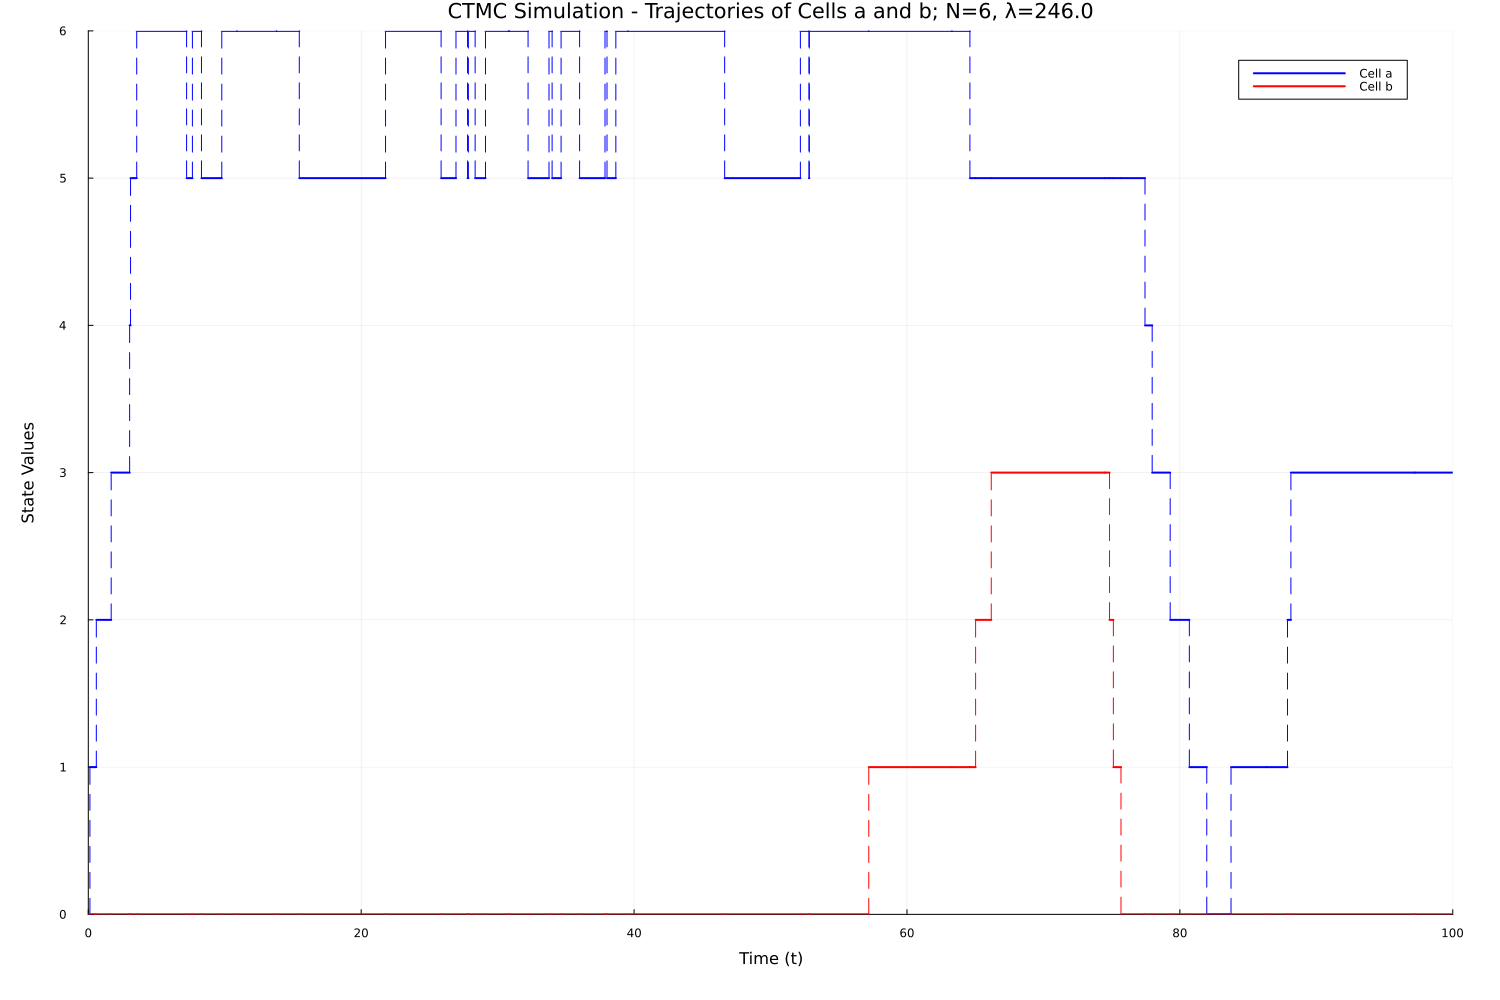 CTMC Simulation - Trajectories of Cells a and b; N=6, λ=246.0
Cell a
Cell b
State Values
6
5
4
3
2
1
0
0 20 40 60 80 100
Time (t)